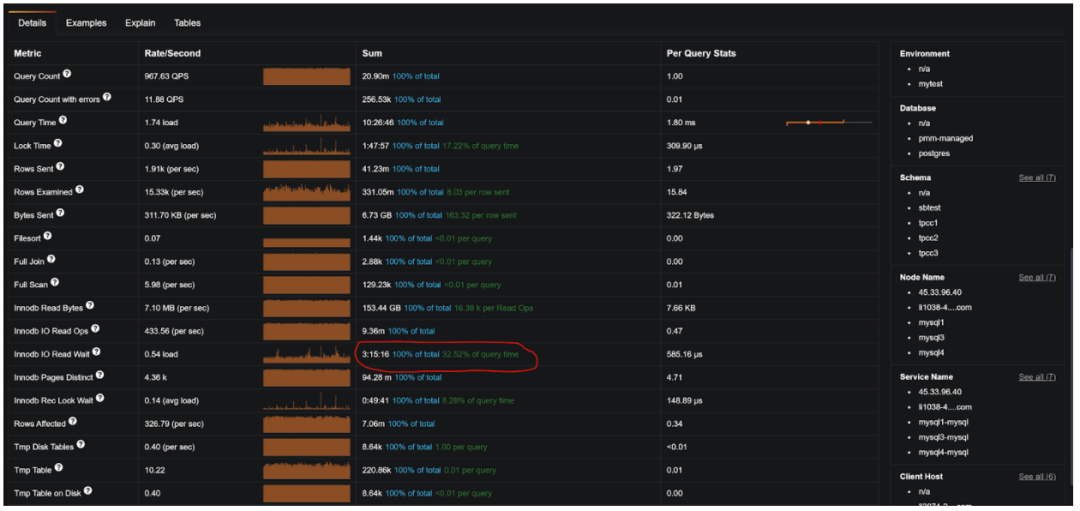 Details Examples Explain Tables
Metric Rate/Second Sum Per Query Stats
Query Count ? 967.63 QPS 20.90m 100% of total 1.00
Query Count with errors ? 11.88 QPS 256.53k 100% of total 0.01
Query Time ? 1.74 load 10:26:46 100% of total 1.80 ms
Lock Time ? 0.30 (avg load) 1:47:57 100% of total 17.22% of query time 309.90 µs
Rows Sent ? 1.91k (per sec) 41.23m 100% of total 1.97
Rows Examined ? 15.33k (per sec) 331.05m 100% of total 8.03 per row sent 15.84
Bytes Sent ? 311.70 KB (per sec) 6.73 GB 100% of total 163.32 per row sent 322.12 Bytes
Filesort ? 0.07 1.44k 100% of total <0.01 per query 0.00
Full Join ? 0.13 (per sec) 2.88k 100% of total <0.01 per query 0.00
Full Scan ? 5.98 (per sec) 129.23k 100% of total <0.01 per query 0.01
Innodb Read Bytes ? 7.10 MB (per sec) 153.44 GB 100% of total 16.38 k per Read Ops 7.66 KB
Innodb IO Read Ops ? 433.56 (per sec) 9.36m 100% of total 0.47
Innodb IO Read Wait ? 0.54 load 3:15:16 100% of total 32.52% of query time 585.16 µs
Innodb Pages Distinct ? 4.36 k 94.28 m 100% of total 4.71
Innodb Rec Lock Wait ? 0.14 (avg load) 0:49:41 100% of total 8.28% of query time 148.89 µs
Rows Affected ? 326.79 (per sec) 7.06m 100% of total 0.34
Tmp Disk Tables ? 0.40 (per sec) 8.64k 100% of total 1.00 per query <0.01
Tmp Table ? 10.22 220.86k 100% of total 0.01 per query 0.01
Tmp Table on Disk ? 0.40 8.64k 100% of total <0.01 per query 0.00
Environment
n/a
mytest
Database
n/a
pmm-managed
postgres
Schema See all (7)
n/a
sbtest
tpcc1
tpcc2
tpcc3
Node Name See all (7)
45.33.96.40
li1038-4....com
mysql1
mysql3
mysql4
Service Name See all (7)
45.33.96.40
li1038-4....com
mysql1-mysql
mysql3-mysql
mysql4-mysql
Client Host See all (6)
n/a